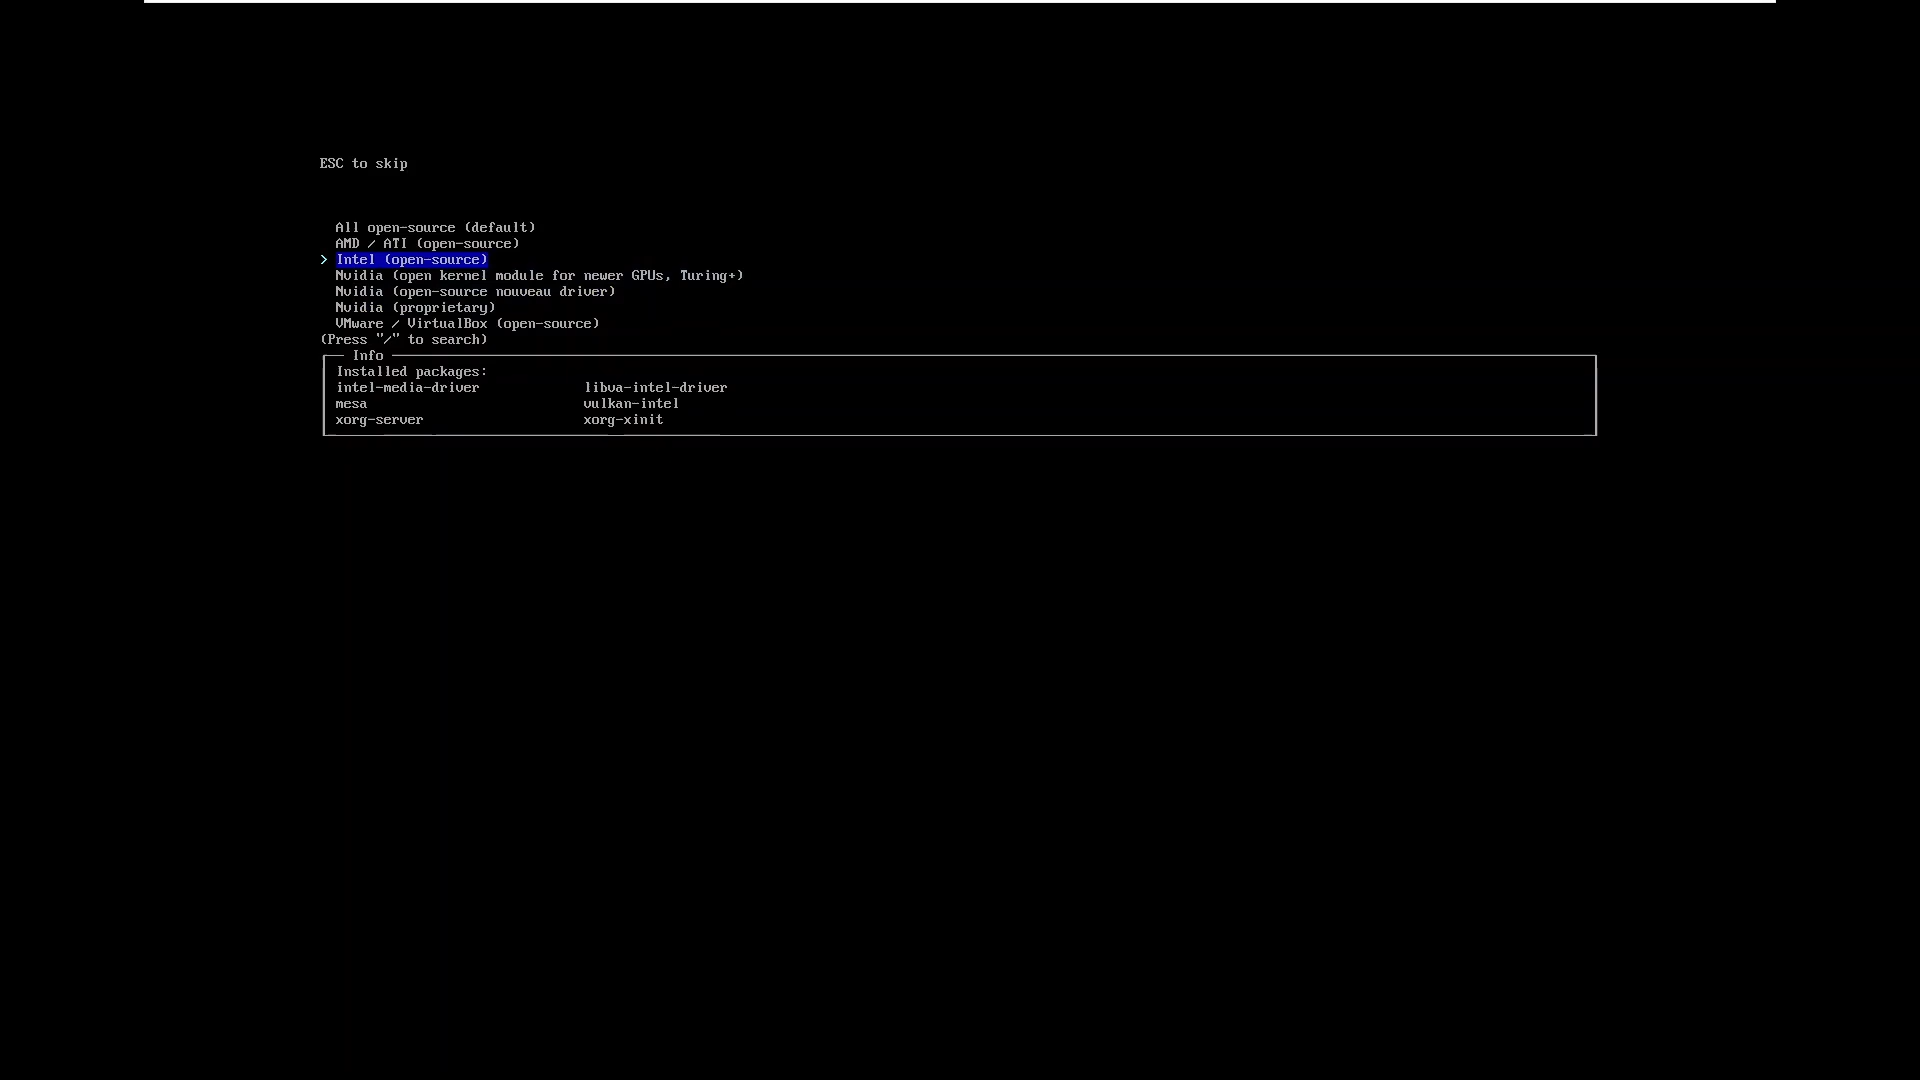 ESC to skip
All open-source (default)
AMD / ATI (open-source)
> Intel (open-source)
Nvidia (open kernel module for newer GPUs, Turing+)
Nvidia (open-source nouveau driver)
Nvidia (proprietary)
VMware / VirtualBox (open-source)
(Press "/" to search)
Info
Installed packages:
intel-media-driver libva-intel-driver
mesa vulkan-intel
xorg-server xorg-xinit